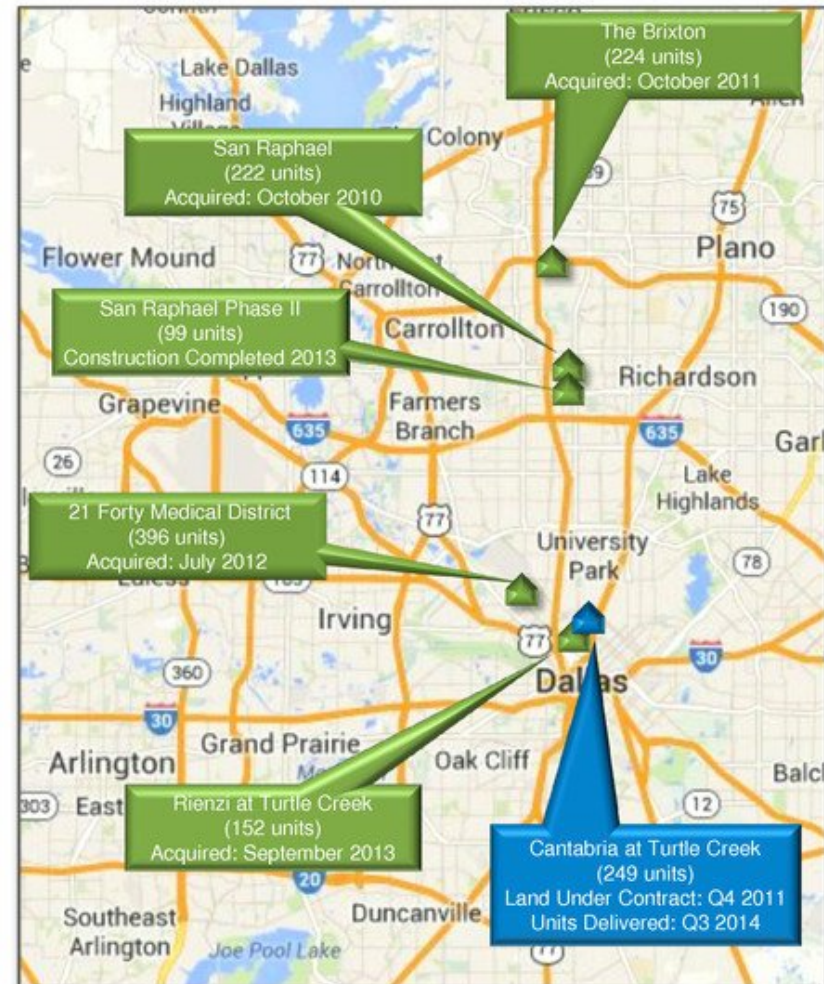 The Brixton
(224 units)
Acquired: October 2011
Lake Dallas
Highland
Colony
San Raphael
(222 units)
Acquired: October 2010
75
Plano
Flower Mound
77
Carrollton
190
San Raphael Phase II
(99 units)
Construction Completed 2013
Carrollton
Richardson
Grapevine
Farmers
Branch
635
635
26
114
Lake
Highlands
77
21 Forty Medical District
(396 units)
Acquired: July 2012
University
Park
78
Irving
77
30
360
Dallas
30
Grand Prairie
Arlington
Oak Cliff
303
East
12
Rienzi at Turtle Creek
(152 units)
Acquired: September 2013
Cantabria at Turtle Creek
(249 units)
Land Under Contract: Q4 2011
Units Delivered: Q3 2014
20
Southeast
Arlington
Duncanville
Joe Pool Lake